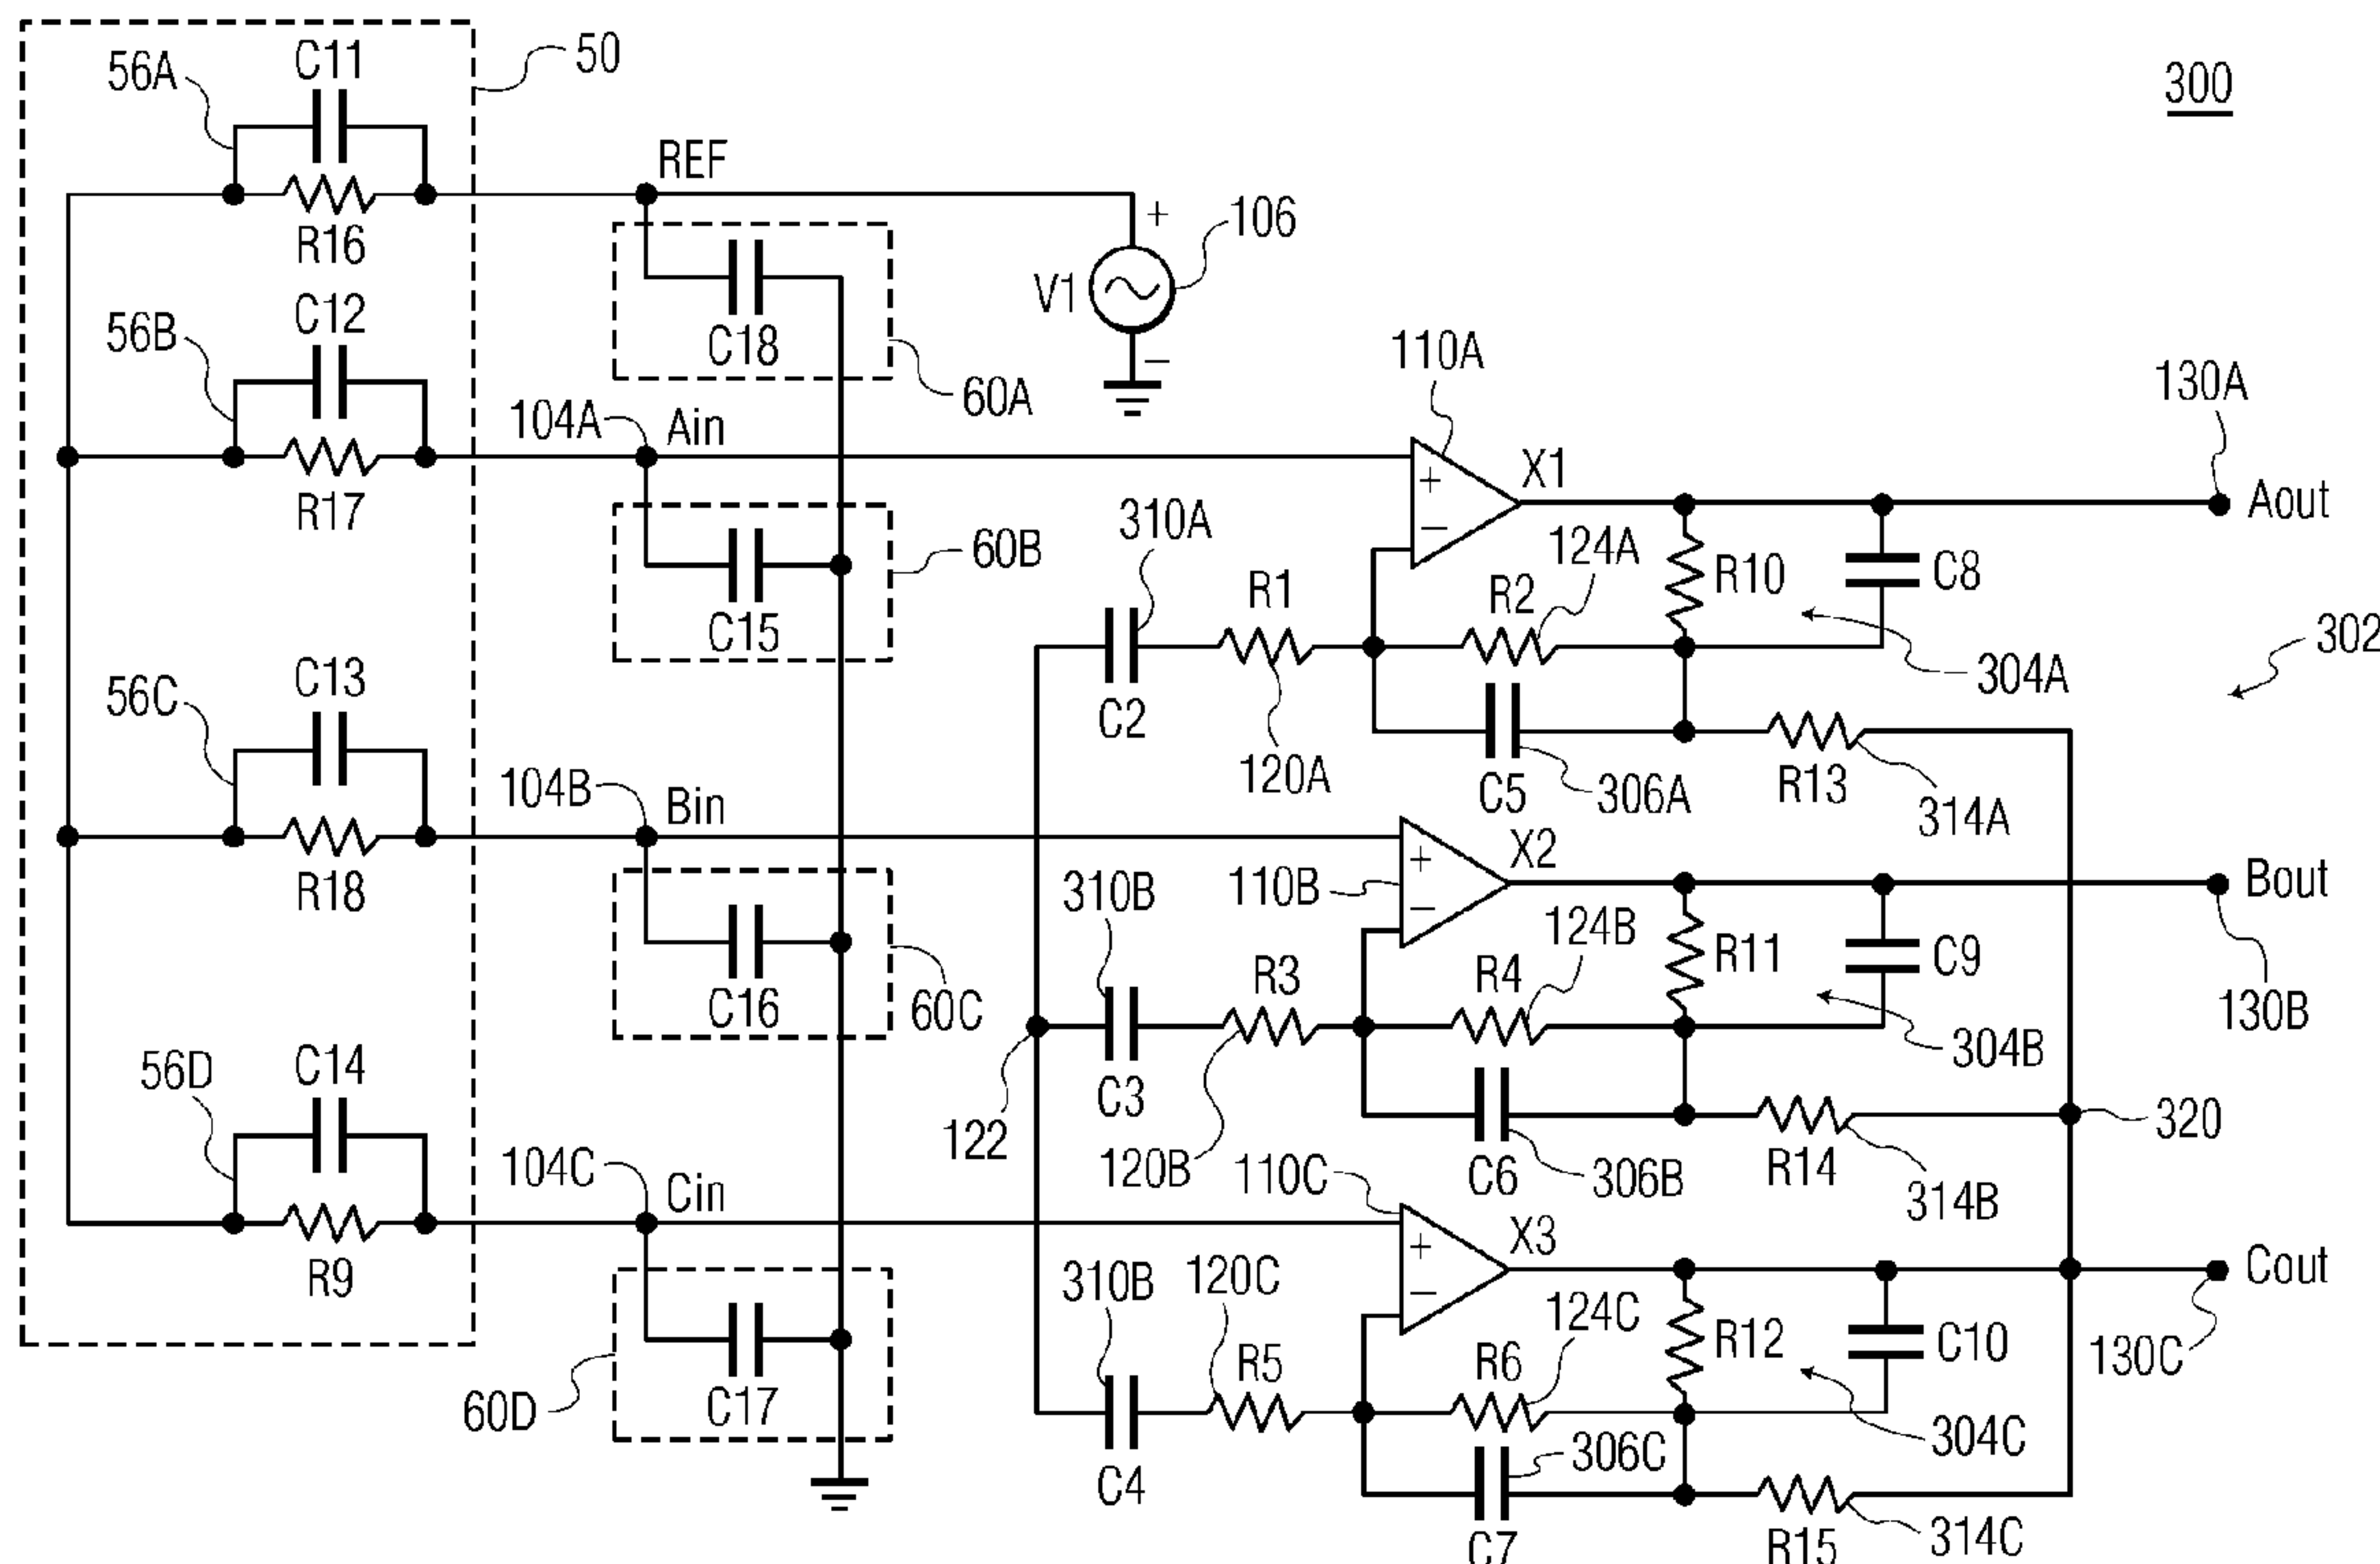 C11
56A
50
300
REF
R16
+
106
V1
−
C12
56B
C18
60A
110A
130A
104A
Ain
X1
R17
+
−
Aout
310A
124A
60B
R10
C8
R1
R2
C15
304A
302
C13
56C
C2
120A
C5
306A
R13
314A
104B
Bin
X2
110B
+
−
Bout
R18
310B
124B
R3
R4
R11
C9
C16
60C
130B
304B
C14
56D
C3
122
120B
C6
306B
R14
320
314B
104C
Cin
110C
X3
+
−
Cout
R9
310B
120C
124C
R5
R6
R12
C10
130C
60D
C17
304C
306C
C4
C7
R15
314C